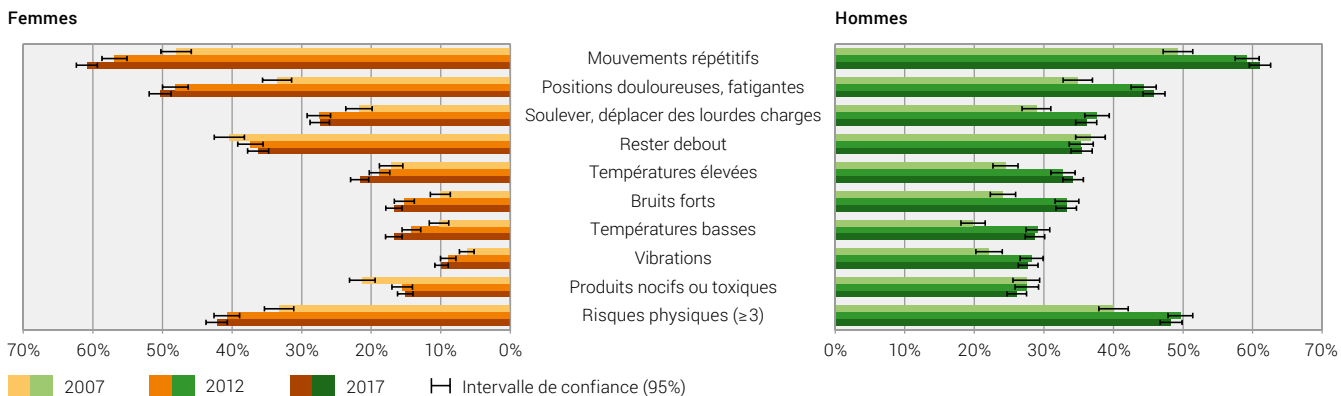 Femmes
Hommes
Mouvements répétitifs
Positions douloureuses, fatigantes
Soulever, déplacer des lourdes charges
Rester debout
Températures élevées
Bruits forts
Températures basses
Vibrations
Produits nocifs ou toxiques
Risques physiques (≥3)
70% 60% 50% 40% 30% 20% 10% 0%
0% 10% 20% 30% 40% 50% 60% 70%
2007 2012 2017 Intervalle de confiance (95%)